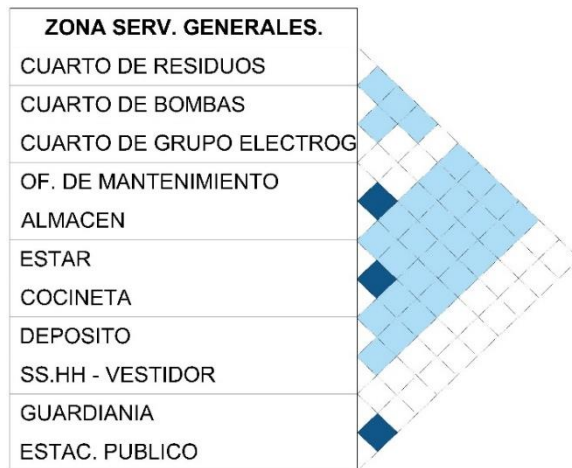 ZONA SERV. GENERALES.
CUARTO DE RESIDUOS
CUARTO DE BOMBAS
CUARTO DE GRUPO ELECTROG
OF. DE MANTENIMIENTO
ALMACEN
ESTAR
COCINETA
DEPOSITO
SS.HH - VESTIDOR
GUARDIANIA
ESTAC. PUBLICO